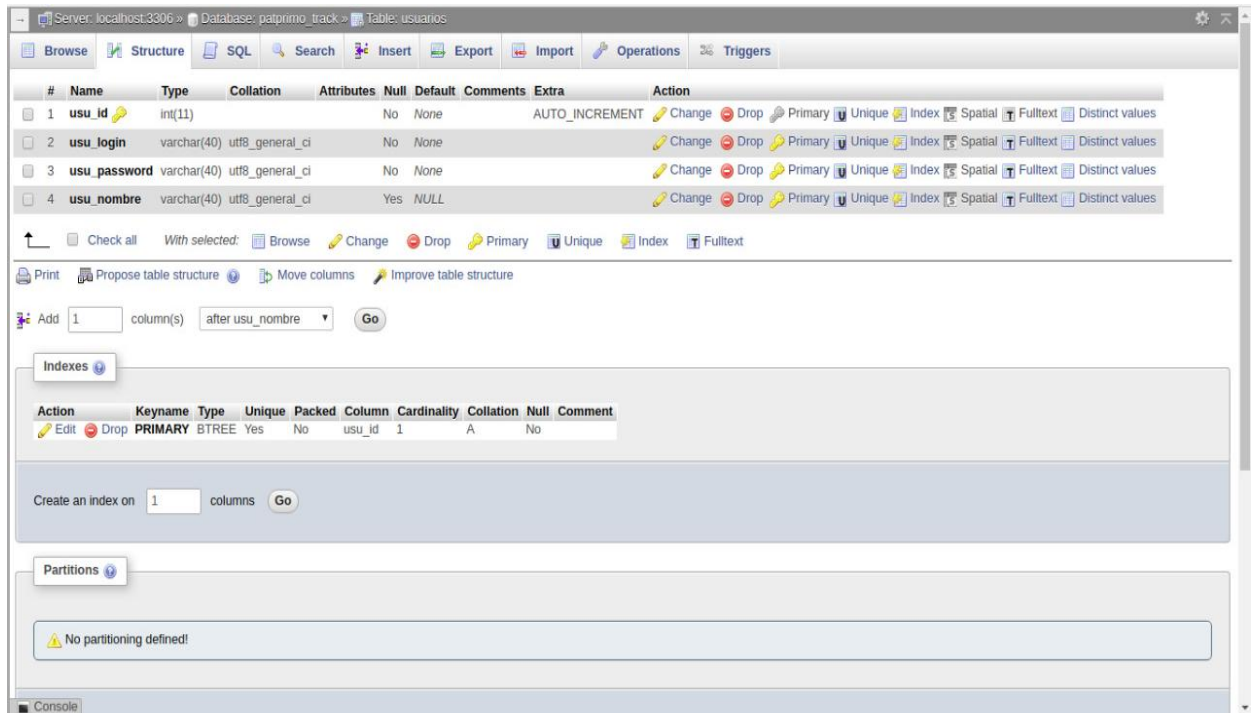 Server: localhost:3306 » Database: patprimo_track » Table: usuarios
Browse Structure SQL Search Insert Export Import Operations Triggers
# Name Type Collation Attributes Null Default Comments Extra Action
1 usu_id int(11) No None AUTO_INCREMENT Change Drop Primary Unique Index Spatial Fulltext Distinct values
2 usu_login varchar(40) utf8_general_ci No None Change Drop Primary Unique Index Spatial Fulltext Distinct values
3 usu_password varchar(40) utf8_general_ci No None Change Drop Primary Unique Index Spatial Fulltext Distinct values
4 usu_nombre varchar(40) utf8_general_ci Yes NULL Change Drop Primary Unique Index Spatial Fulltext Distinct values
Check all With selected: Browse Change Drop Primary Unique Index Fulltext
Print Propose table structure Move columns Improve table structure
Add 1 column(s) after usu_nombre Go
Indexes
Action Keyname Type Unique Packed Column Cardinality Collation Null Comment
Edit Drop PRIMARY BTREE Yes No usu_id 1 A No
Create an index on 1 columns Go
Partitions
No partitioning defined!
Console